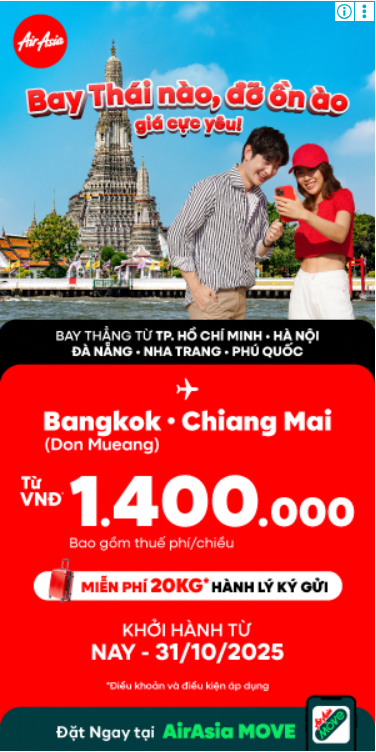 AirAsia
Bay Thái nào, đỡ ồn ào
giá cực yêu!
BAY THẲNG TỪ TP. HỒ CHÍ MINH • HÀ NỘI
ĐÀ NẴNG • NHA TRANG • PHÚ QUỐC
Bangkok • Chiang Mai
(Don Mueang)
Từ
VNĐ* 1.400.000
Bao gồm thuế phí/chiều
MIỄN PHÍ 20KG* HÀNH LÝ KÝ GỬI
KHỞI HÀNH TỪ
NAY - 31/10/2025
*Điều khoản và điều kiện áp dụng
Đặt Ngay tại AirAsia MOVE
AirAsia
MOVE